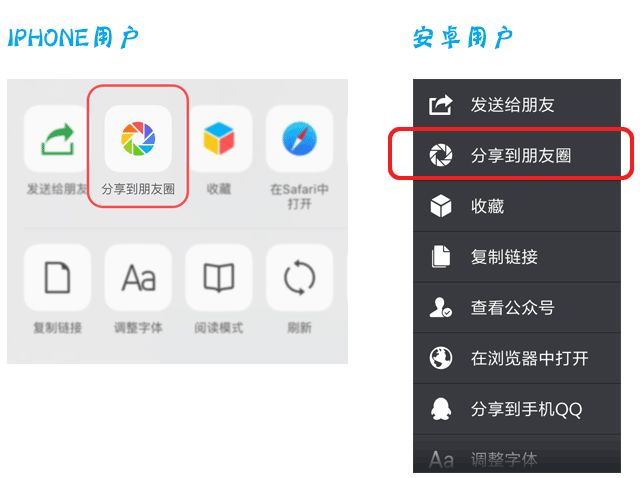 IPHONE用户
安卓用户
发送给朋友
分享到朋友圈
收藏
在Safari中
打开
Aa
复制链接
调整字体
阅读模式
刷新
发送给朋友
分享到朋友圈
收藏
复制链接
查看公众号
在浏览器中打开
分享到手机QQ
Aa 调整字体